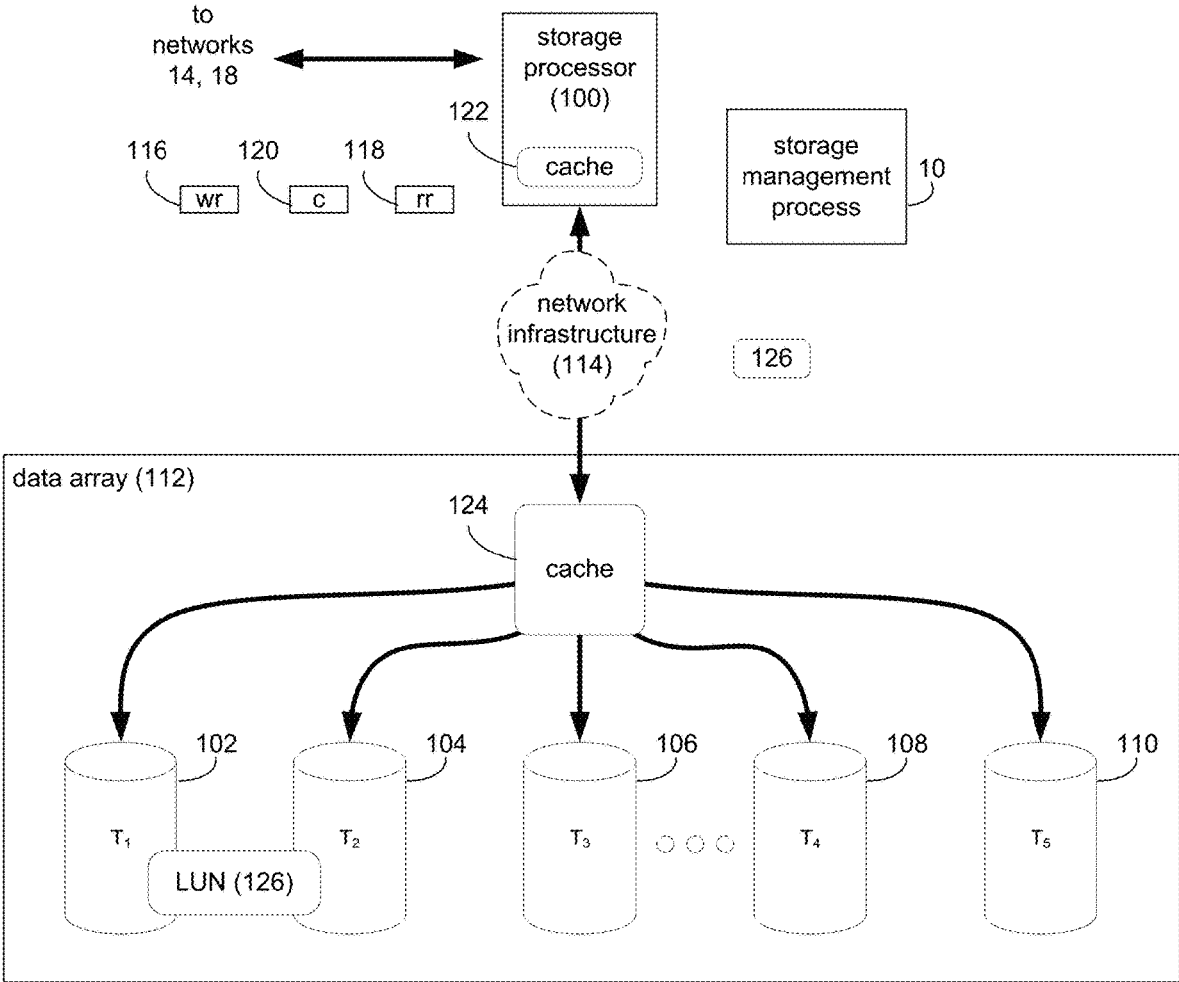 to
networks
14, 18
storage
processor
(100)
122
cache
116
120
118
wr
c
rr
storage
management
process
10
network
infrastructure
(114)
126
data array (112)
124
cache
102
104
106
108
110
T₁
T₂
T₃
T₄
T₅
LUN (126)